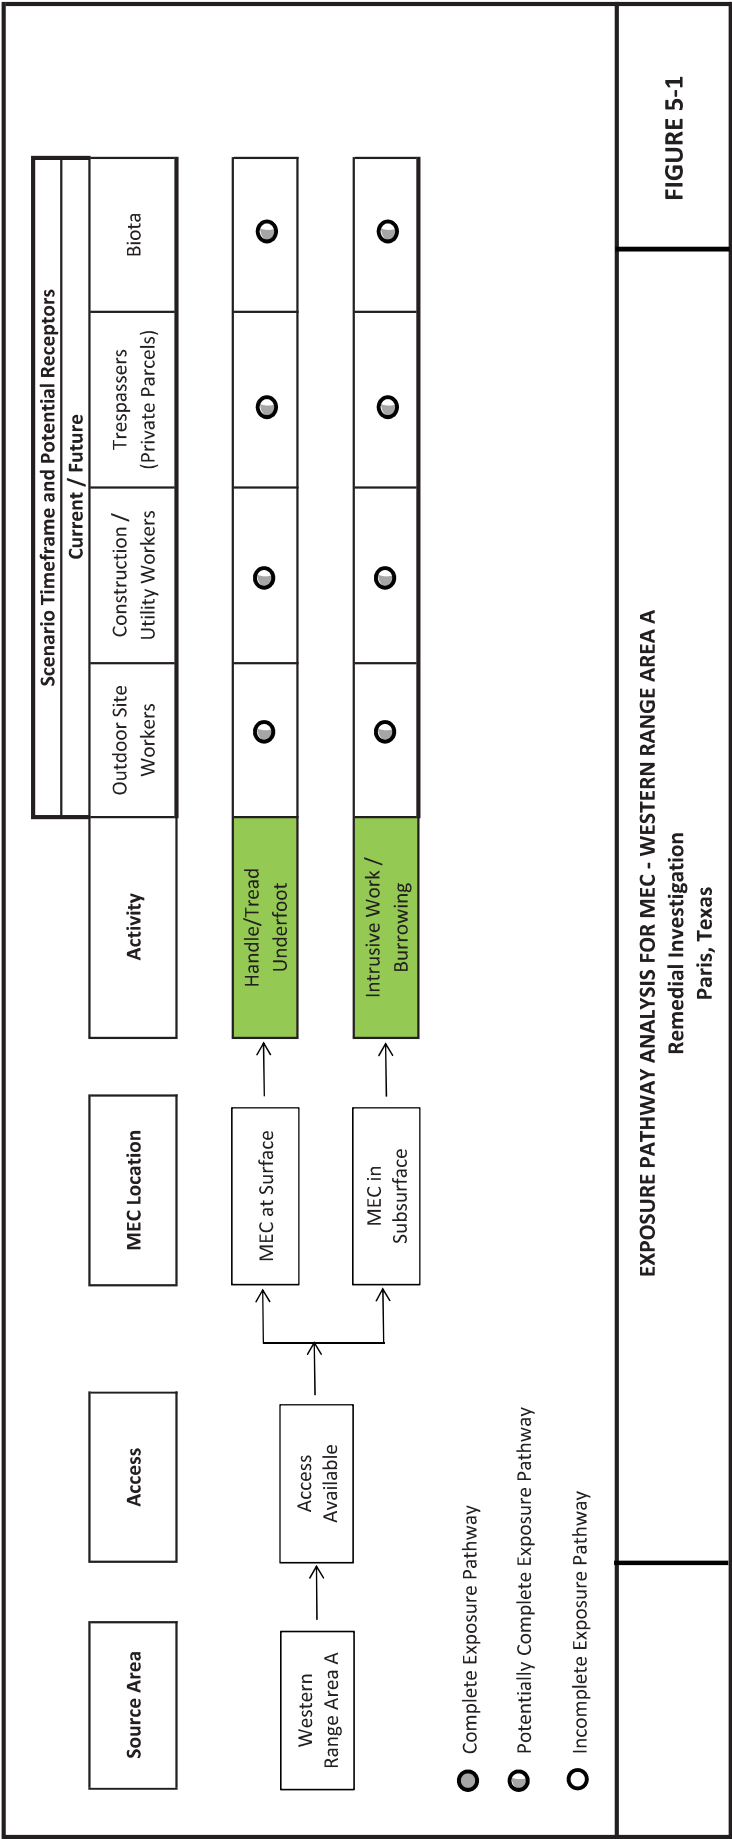 Scenario Timeframe and Potential Receptors
Current / Future
Source Area
Access
MEC Location
Activity
Outdoor Site
Workers
Construction /
Utility Workers
Trespassers
(Private Parcels)
Biota
Western
Range Area A
Access
Available
MEC at Surface
Handle/Tread
Underfoot
MEC in
Subsurface
Intrusive Work /
Burrowing
Complete Exposure Pathway
Potentially Complete Exposure Pathway
Incomplete Exposure Pathway
EXPOSURE PATHWAY ANALYSIS FOR MEC - WESTERN RANGE AREA A
Remedial Investigation
Paris, Texas
FIGURE 5-1